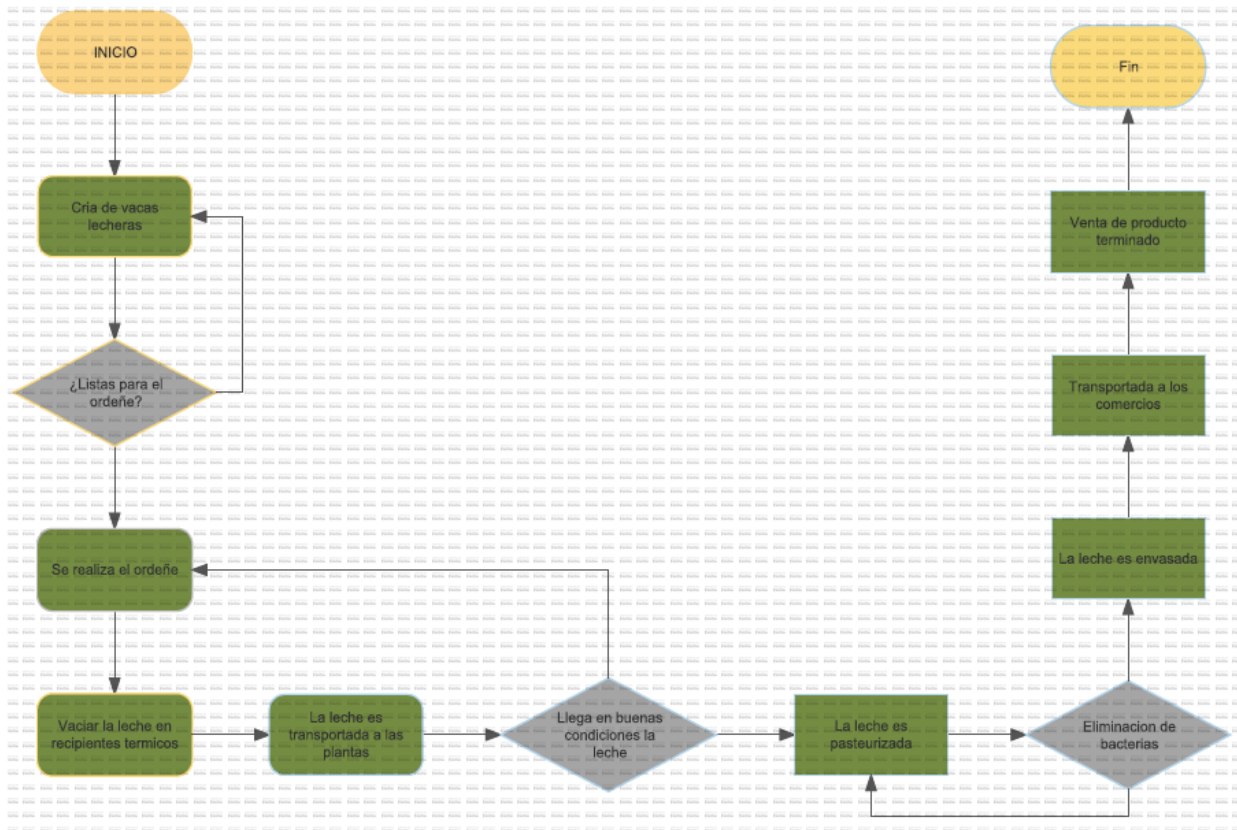 INICIO
Cria de vacas
lecheras
¿Listas para el
ordeñe?
Se realiza el ordeñe
Vaciar la leche en
recipientes termicos
La leche es
transportada a las
plantas
Llega en buenas
condiciones la
leche
La leche es
pasteurizada
Eliminacion de
bacterias
La leche es envasada
Transportada a los
comercios
Venta de producto
terminado
Fin